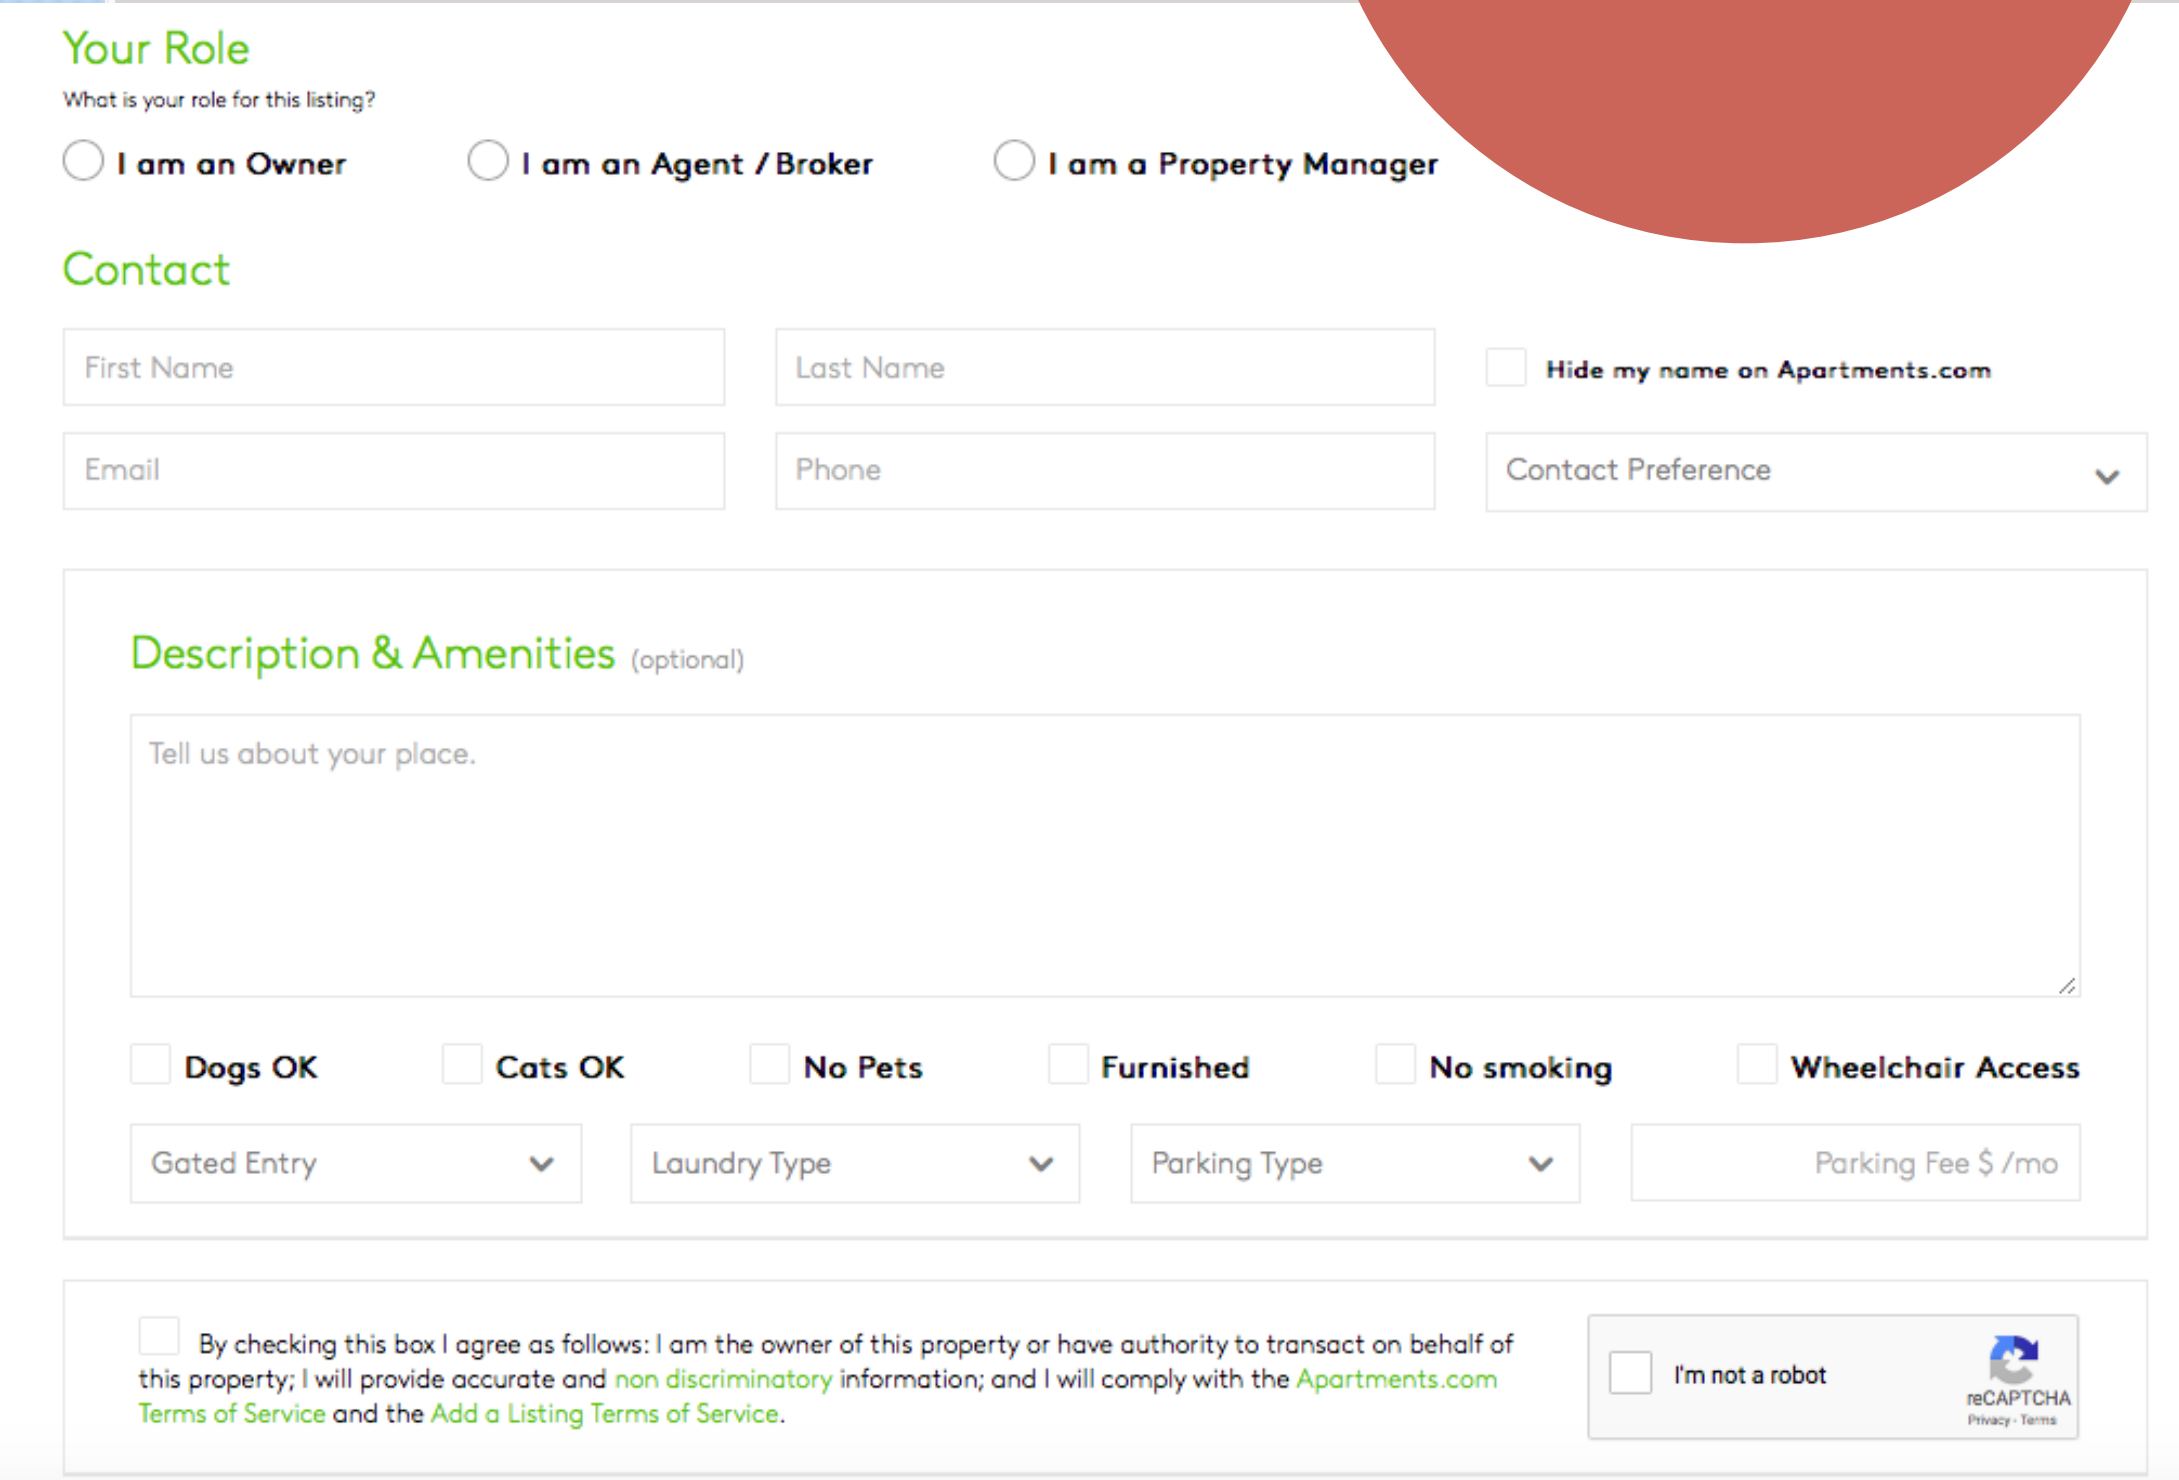 Your Role
What is your role for this listing?
I am an Owner I am an Agent / Broker I am a Property Manager
Contact
First Name Last Name Hide my name on Apartments.com
Email Phone Contact Preference
Description & Amenities (optional)
Tell us about your place.
Dogs OK Cats OK No Pets Furnished No smoking Wheelchair Access
Gated Entry Laundry Type Parking Type Parking Fee $ /mo
By checking this box I agree as follows: I am the owner of this property or have authority to transact on behalf of
this property; I will provide accurate and non discriminatory information; and I will comply with the Apartments.com
Terms of Service and the Add a Listing Terms of Service.
I'm not a robot
reCAPTCHA
Privacy - Terms